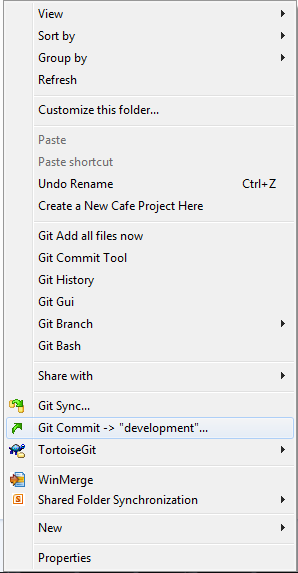 View
Sort by
Group by
Refresh
Customize this folder...
Paste
Paste shortcut
Undo Rename Ctrl+Z
Create a New Cafe Project Here
Git Add all files now
Git Commit Tool
Git History
Git Gui
Git Branch
Git Bash
Share with
Git Sync...
Git Commit -> "development"...
TortoiseGit
WinMerge
Shared Folder Synchronization
New
Properties